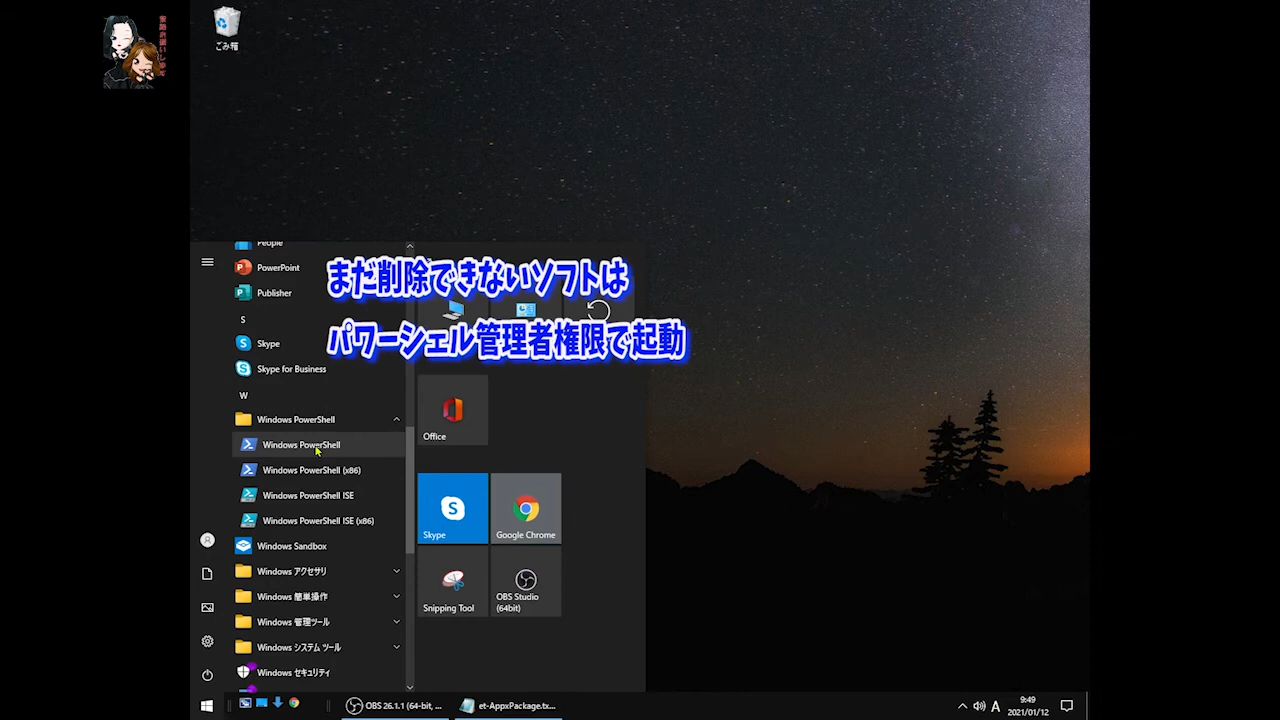 ごみ箱
People
PowerPoint
Publisher
S
Skype
Skype for Business
W
Windows PowerShell
Windows PowerShell
Windows PowerShell (x86)
Windows PowerShell ISE
Windows PowerShell ISE (x86)
Windows Sandbox
Windows アクセサリ
Windows 簡単操作
Windows 管理ツール
Windows システム ツール
Windows セキュリティ
まだ削除できないソフトは
パワーシェル管理者権限で起動
Office
Skype
Google Chrome
Snipping Tool
OBS Studio
(64bit)
OBS 26.1.1 (64-bit, ...
et-AppxPackage.tx...
A
9:49
2021/01/12